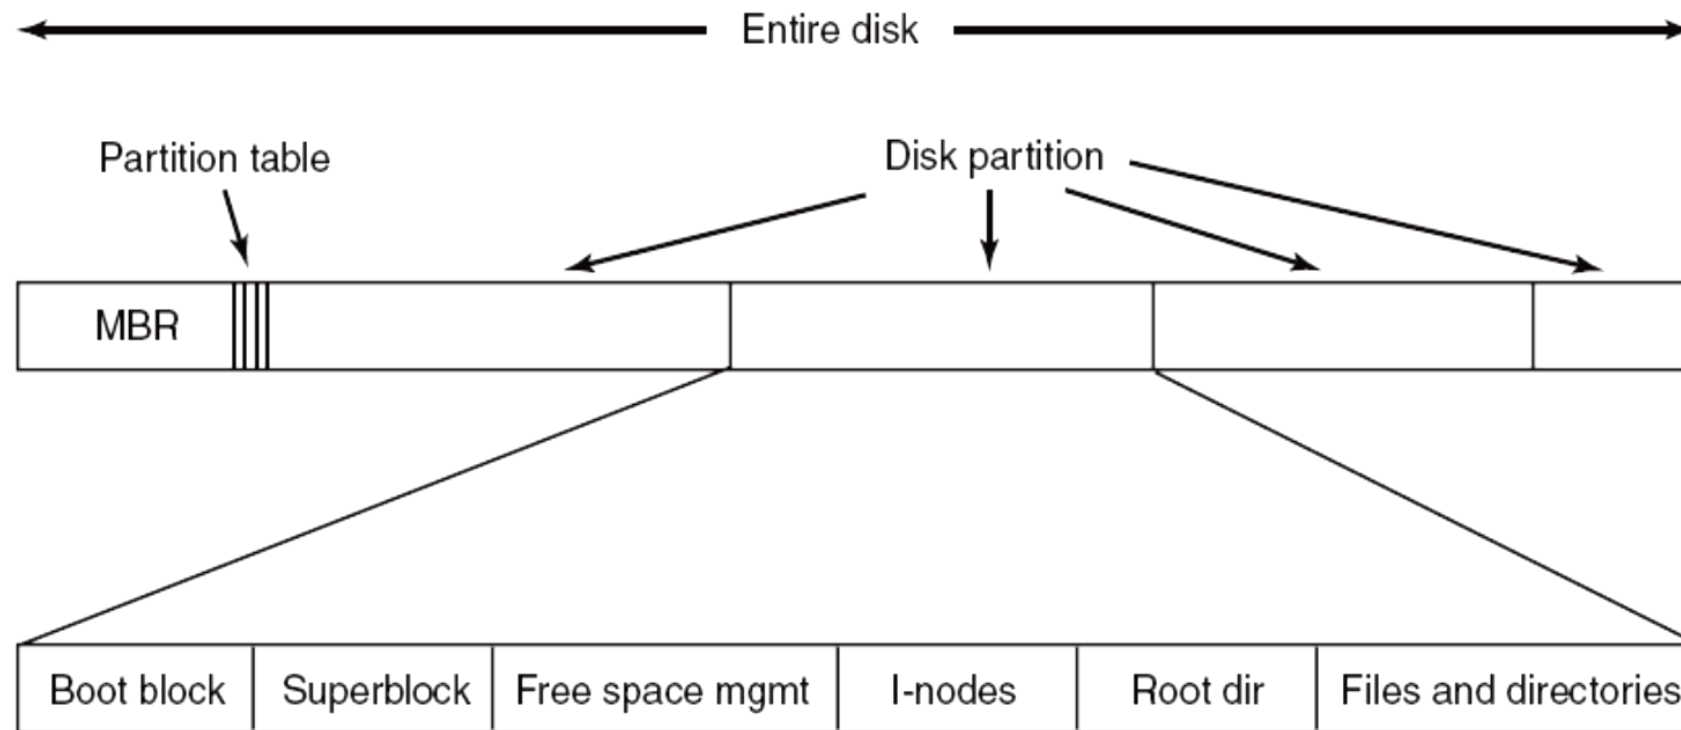 Entire disk
Partition table
Disk partition
MBR
Boot block
Superblock
Free space mgmt
I-nodes
Root dir
Files and directories